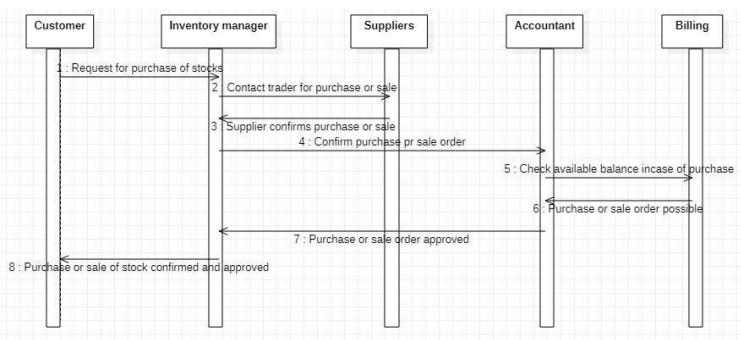 Customer
Inventory manager
Suppliers
Accountant
Billing
1 : Request for purchase of stocks
2 : Contact trader for purchase or sale
3 : Supplier confirms purchase or sale
4 : Confirm purchase pr sale order
5 : Check available balance incase of purchase
6 : Purchase or sale order possible
7 : Purchase or sale order approved
8 : Purchase or sale of stock confirmed and approved